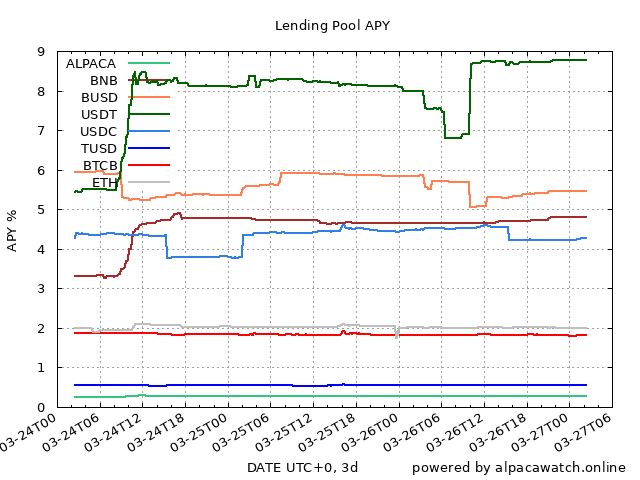 Lending Pool APY
APY %
9
8
7
6
5
4
3
2
1
0
ALPACA
BNB
BUSD
USDT
USDC
TUSD
BTCB
ETH
03-24T00
03-24T06
03-24T12
03-24T18
03-25T00
03-25T06
03-25T12
03-25T18
03-26T00
03-26T06
03-26T12
03-26T18
03-27T00
03-27T06
DATE UTC+0, 3d
powered by alpacawatch.online